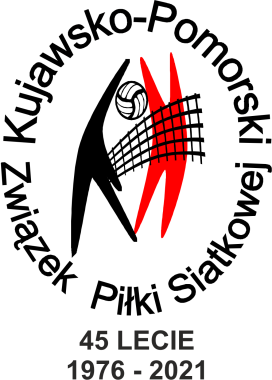 Kujawsko-Pomorski
Związek Piłki Siatkowej
45 LECIE
1976 - 2021